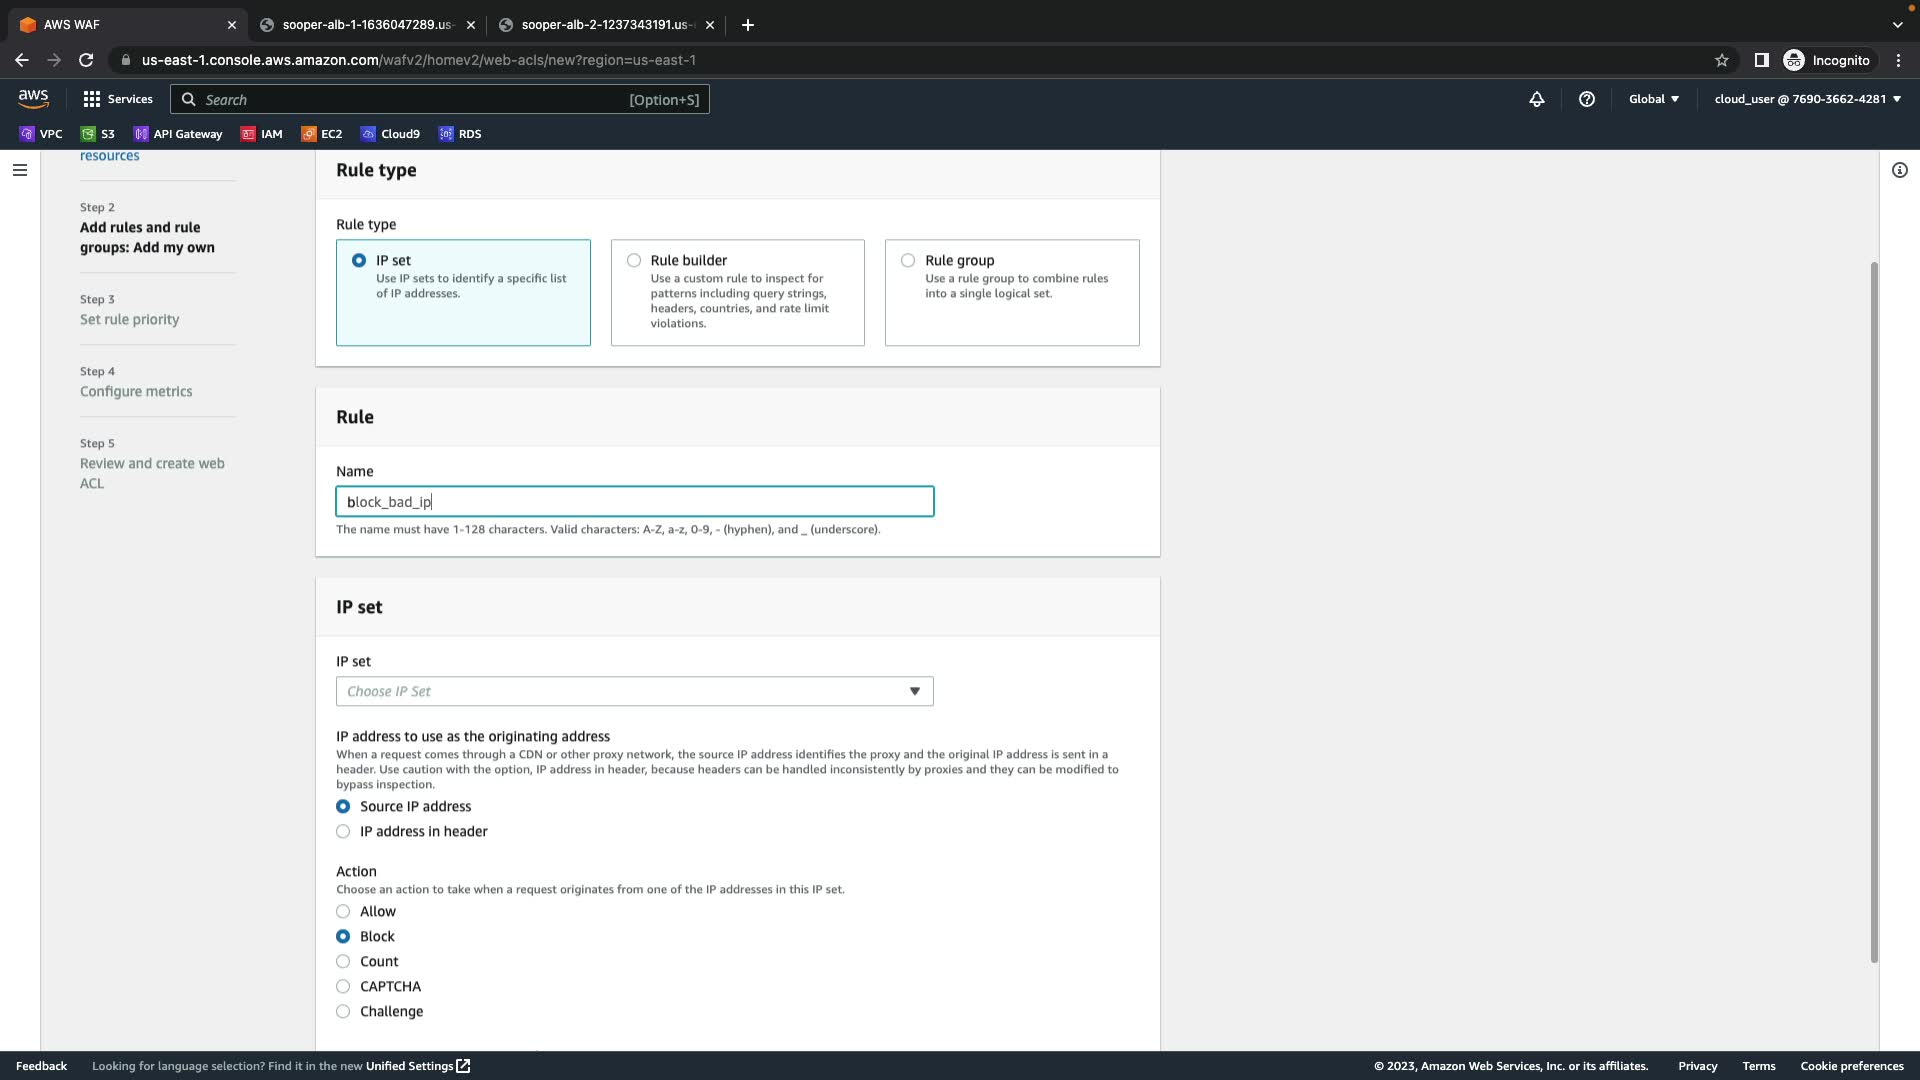 AWS WAF
sooper-alb-1-1636047289.us-
sooper-alb-2-1237343191.us-
us-east-1.console.aws.amazon.com/wafv2/homev2/web-acls/new?region=us-east-1
Incognito
aws
Services
Search
[Option+S]
Global
cloud_user @ 7690-3662-4281
VPC
S3
API Gateway
IAM
EC2
Cloud9
RDS
resources
Step 2
Add rules and rule
groups: Add my own
Step 3
Set rule priority
Step 4
Configure metrics
Step 5
Review and create web
ACL
Rule type
Rule type
IP set
Use IP sets to identify a specific list
of IP addresses.
Rule builder
Use a custom rule to inspect for
patterns including query strings,
headers, countries, and rate limit
violations.
Rule group
Use a rule group to combine rules
into a single logical set.
Rule
Name
block_bad_ip
The name must have 1-128 characters. Valid characters: A-Z, a-z, 0-9, - (hyphen), and _ (underscore).
IP set
IP set
Choose IP Set
IP address to use as the originating address
When a request comes through a CDN or other proxy network, the source IP address identifies the proxy and the original IP address is sent in a
header. Use caution with the option, IP address in header, because headers can be handled inconsistently by proxies and they can be modified to
bypass inspection.
Source IP address
IP address in header
Action
Choose an action to take when a request originates from one of the IP addresses in this IP set.
Allow
Block
Count
CAPTCHA
Challenge
Feedback
Looking for language selection? Find it in the new Unified Settings
© 2023, Amazon Web Services, Inc. or its affiliates.
Privacy
Terms
Cookie preferences